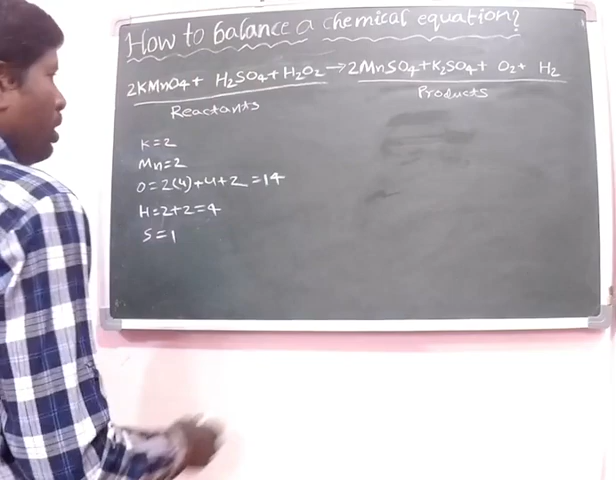 How to balance a chemical equation?
2KMnO4 + H2SO4 + H2O2 → 2MnSO4 + K2SO4 + O2 + H2
Reactants Products
K=2
Mn=2
O=2(4)+4+2=14
H=2+2=4
S=1